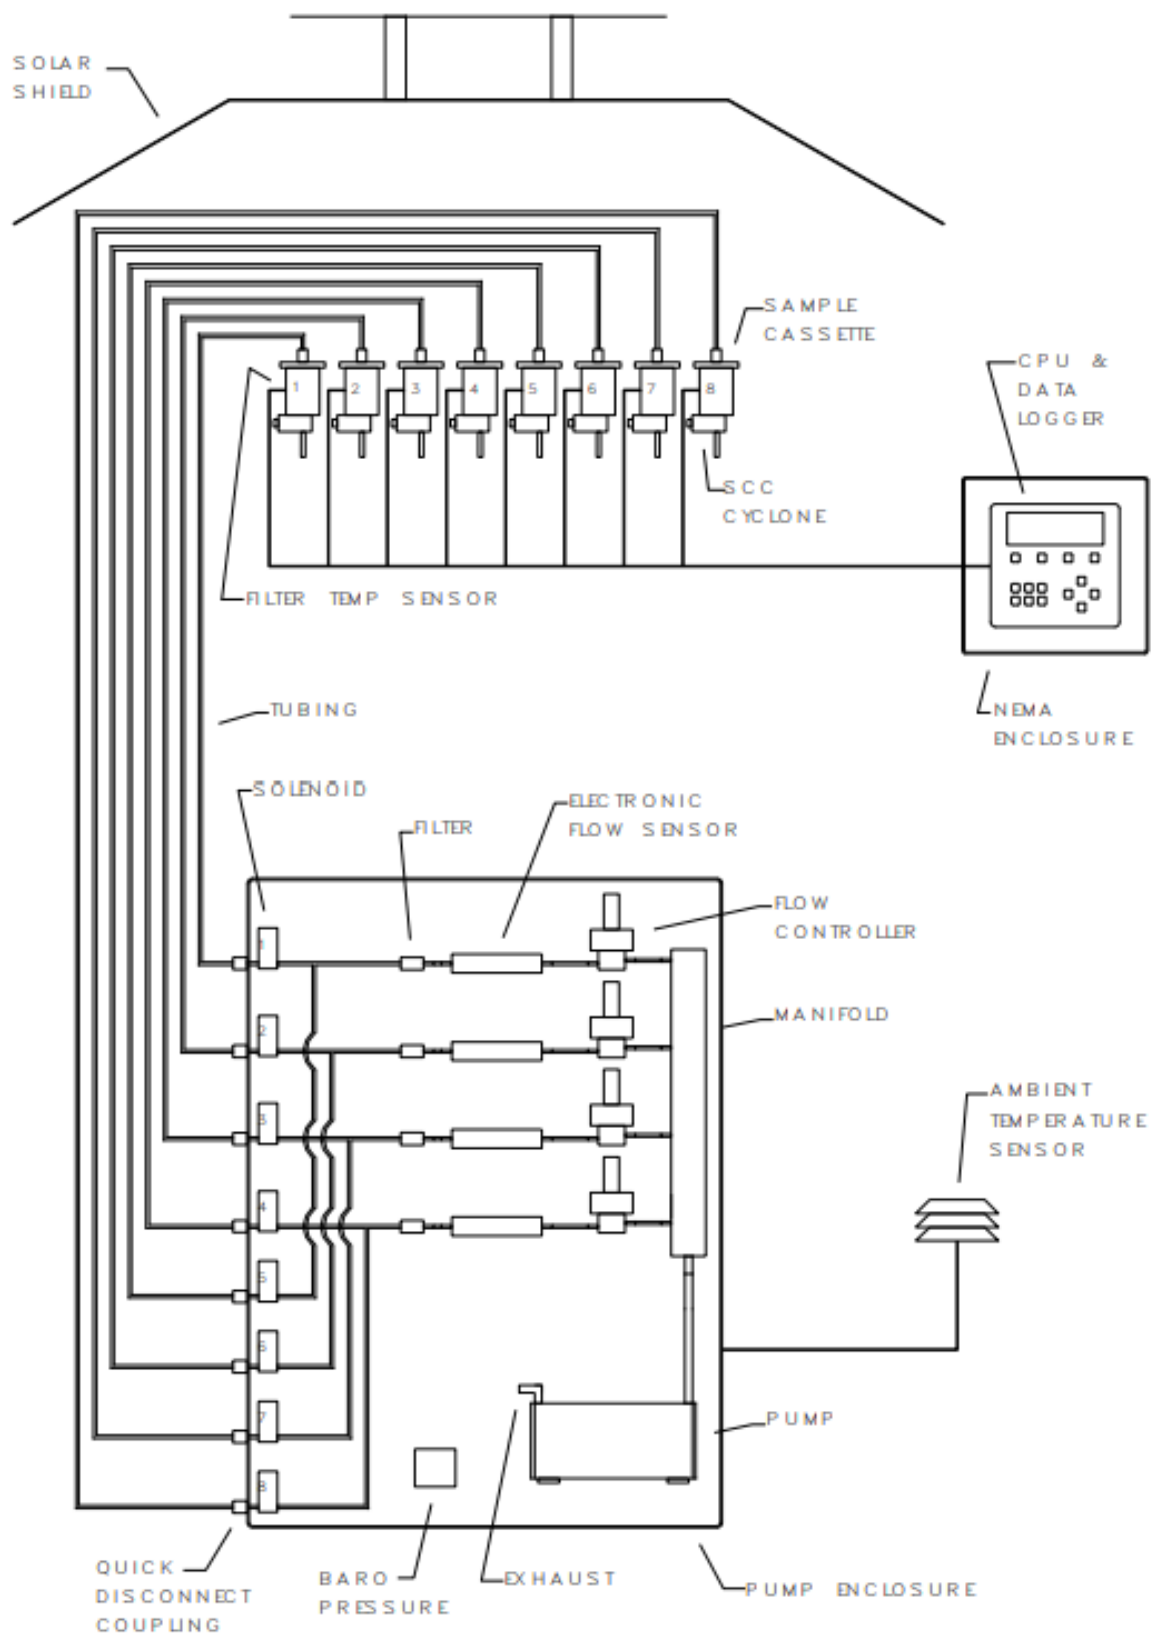 SOLAR
SHIELD
SAMPLE
CASSETTE
CPU &
DATA
LOGGER
1 2 3 4 5 6 7 8
SCC
CYCLONE
FILTER TEMP SENSOR
TUBING
NEMA
ENCLOSURE
SOLENOID
ELECTRONIC
FLOW SENSOR
FILTER
FLOW
CONTROLLER
1
MANIFOLD
2
AMBIENT
TEMPERATURE
SENSOR
3
4
5
6
7
PUMP
8
QUICK
DISCONNECT
COUPLING
BARO
PRESSURE
EXHAUST
PUMP ENCLOSURE